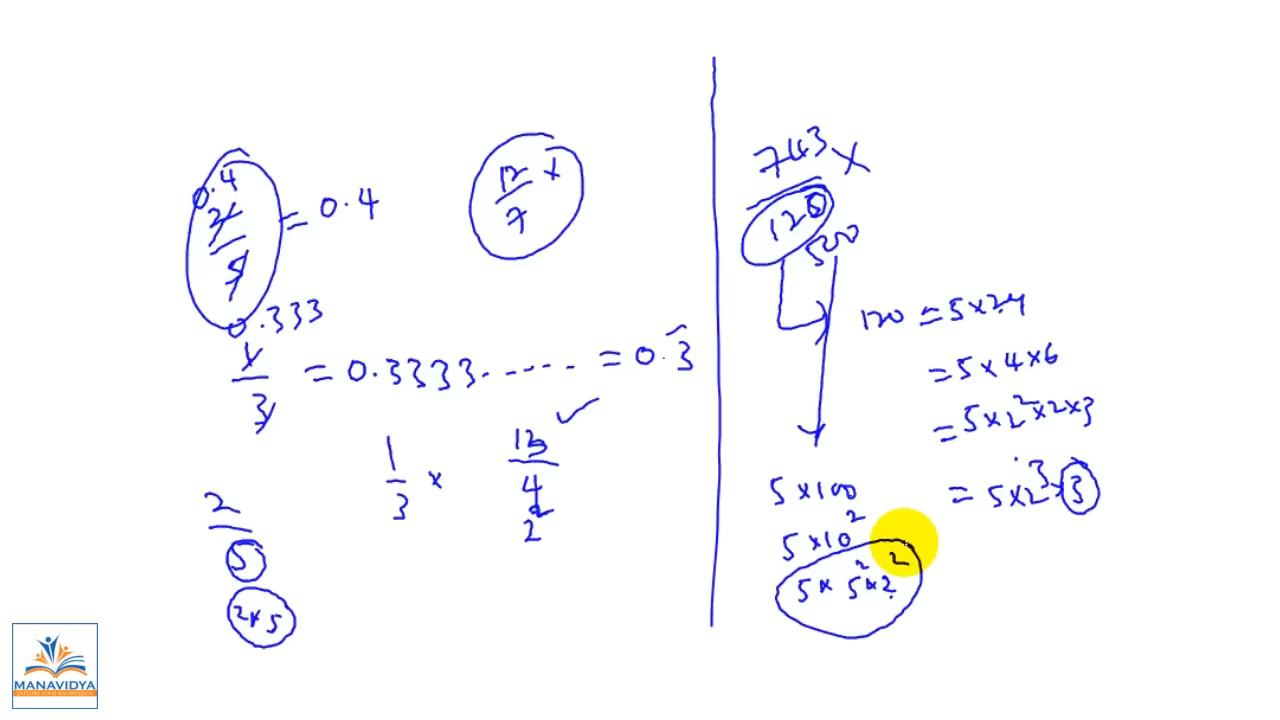 0.4
2/5 = 0.4
12/7 x
0.333
1/3 = 0.3333....... = 0.3̄
1/3 x
13/4 ✓
2²
2/5
2×5
743/120 x
500
120 = 5×24
= 5×4×6
= 5×2²×2×3
= 5×2³×3
5×100
5×10²
5×5²×2²
MANAVIDYA